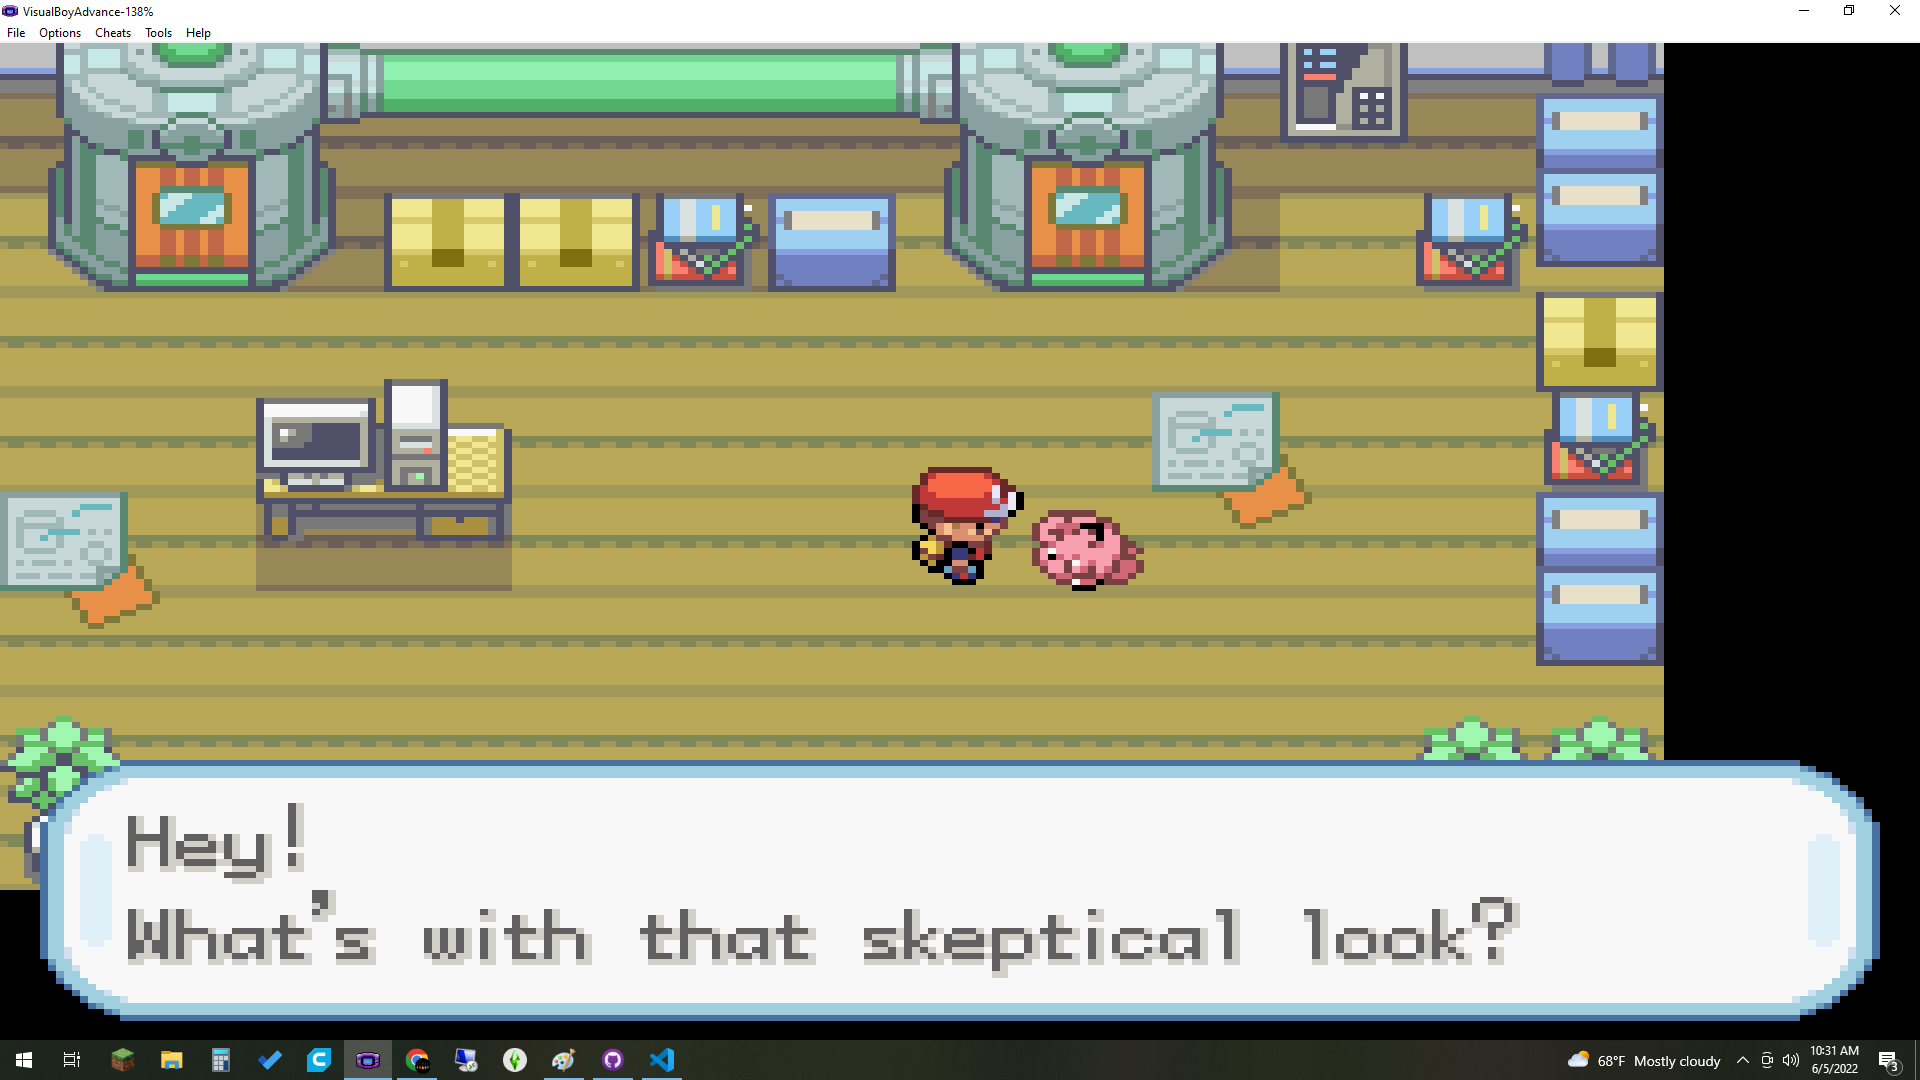 VisualBoyAdvance-138%
File Options Cheats Tools Help
Hey!
What's with that skeptical look?
68°F Mostly cloudy
10:31 AM
6/5/2022
3